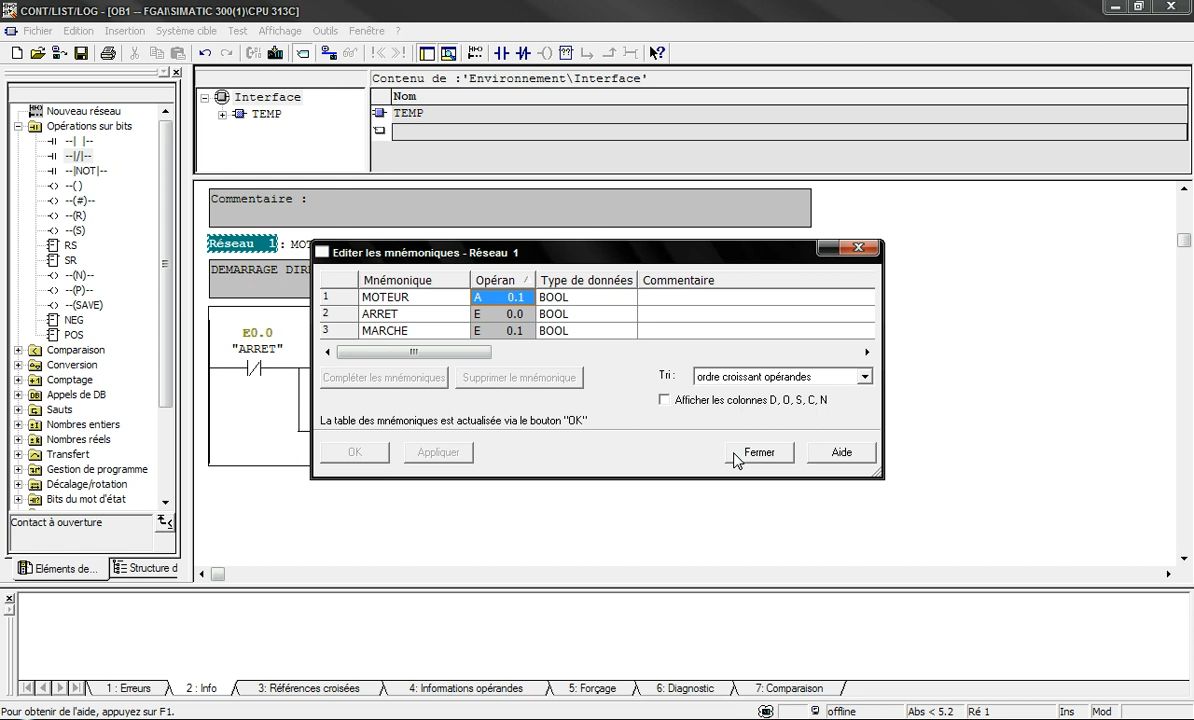 CONT/LIST/LOG - [OB1 -- FGAI\SIMATIC 300(1)\CPU 313C]
Fichier Edition Insertion Système cible Test Affichage Outils Fenêtre ?
Contenu de :'Environnement\Interface'
Interface
TEMP
Nom
TEMP
Nouveau réseau
Opérations sur bits
--| |--
--|/|--
--|NOT|--
--( )
--(#)--
--(R)
--(S)
RS
SR
--(N)--
--(P)--
--(SAVE)
NEG
POS
Comparaison
Conversion
Comptage
Appels de DB
Sauts
Nombres entiers
Nombres réels
Transfert
Gestion de programme
Décalage/rotation
Bits du mot d'état
Contact à ouverture
Eléments de...
Structure d
Commentaire :
Réseau 1 : MOT
DEMARRAGE DIR
E0.0
"ARRET"
Editer les mnémoniques - Réseau 1
Mnémonique Opéran / Type de données Commentaire
1 MOTEUR A 0.1 BOOL
2 ARRET E 0.0 BOOL
3 MARCHE E 0.1 BOOL
Compléter les mnémoniques Supprimer le mnémonique
Tri : ordre croissant opérandes
Afficher les colonnes D, O, S, C, N
La table des mnémoniques est actualisée via le bouton "OK"
OK Appliquer Fermer Aide
1 : Erreurs 2 : Info 3: Références croisées 4: Informations opérande 5: Forçage 6: Diagnostic 7: Comparaison
Pour obtenir de l'aide, appuyez sur F1.
offline Abs < 5.2 Ré 1 Ins Mod